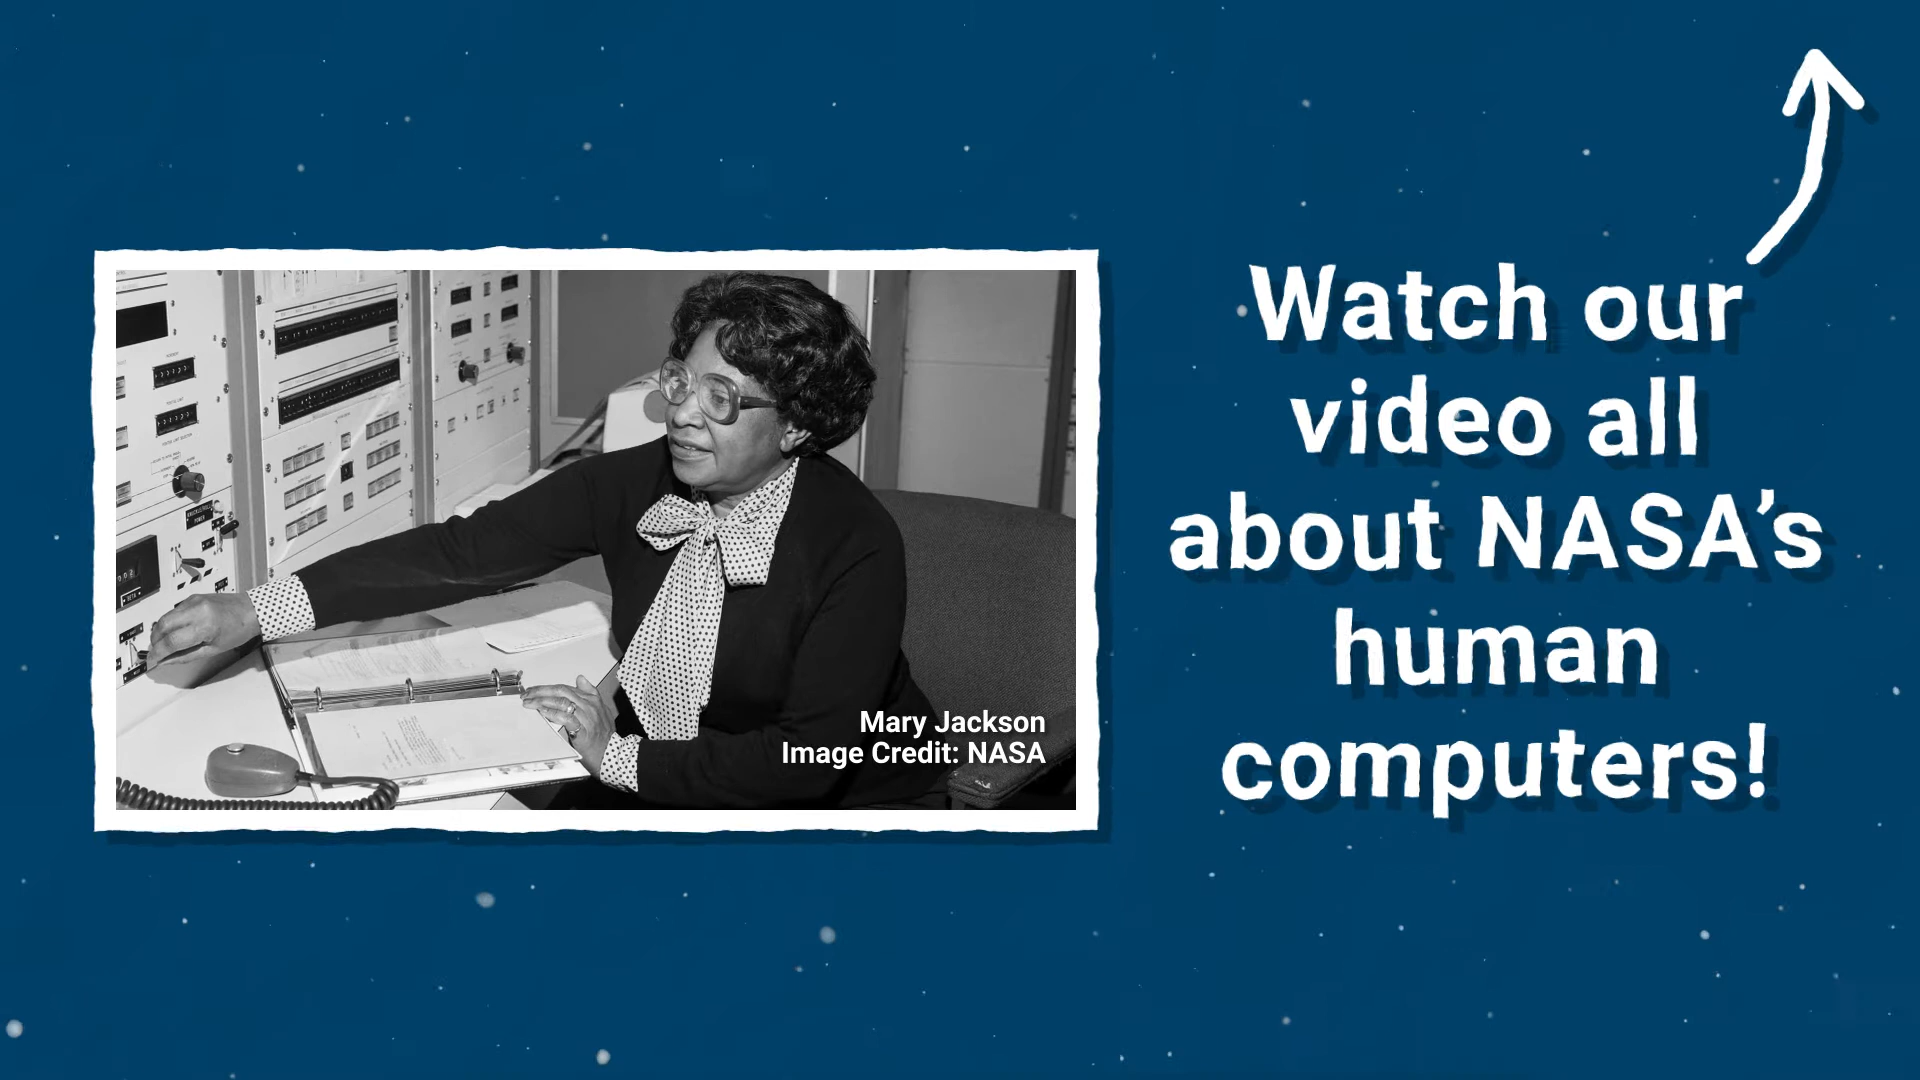 Watch our
video all
about NASA's
human
computers!
Mary Jackson
Image Credit: NASA